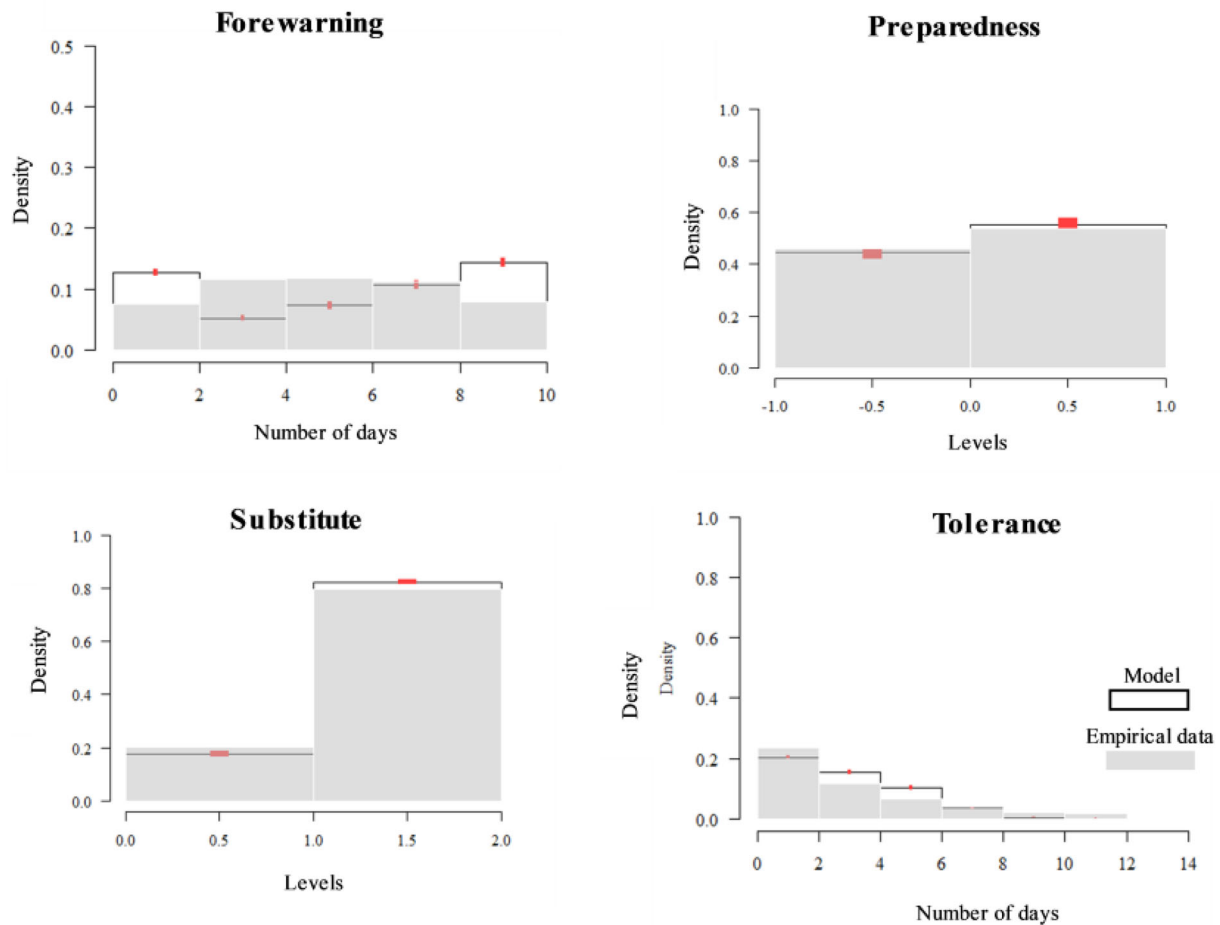 Forewarning
0.5
0.4
0.3
0.2
0.1
0.0
Density
0 2 4 6 8 10
Number of days
Preparedness
1.0
0.8
0.6
0.4
0.2
0.0
Density
-1.0 -0.5 0.0 0.5 1.0
Levels
Substitute
1.0
0.8
0.6
0.4
0.2
0.0
Density
0.0 0.5 1.0 1.5 2.0
Levels
Tolerance
1.0
0.8
0.6
0.4
0.2
0.0
Density
Density
Model
Empirical data
0 2 4 6 8 10 12 14
Number of days